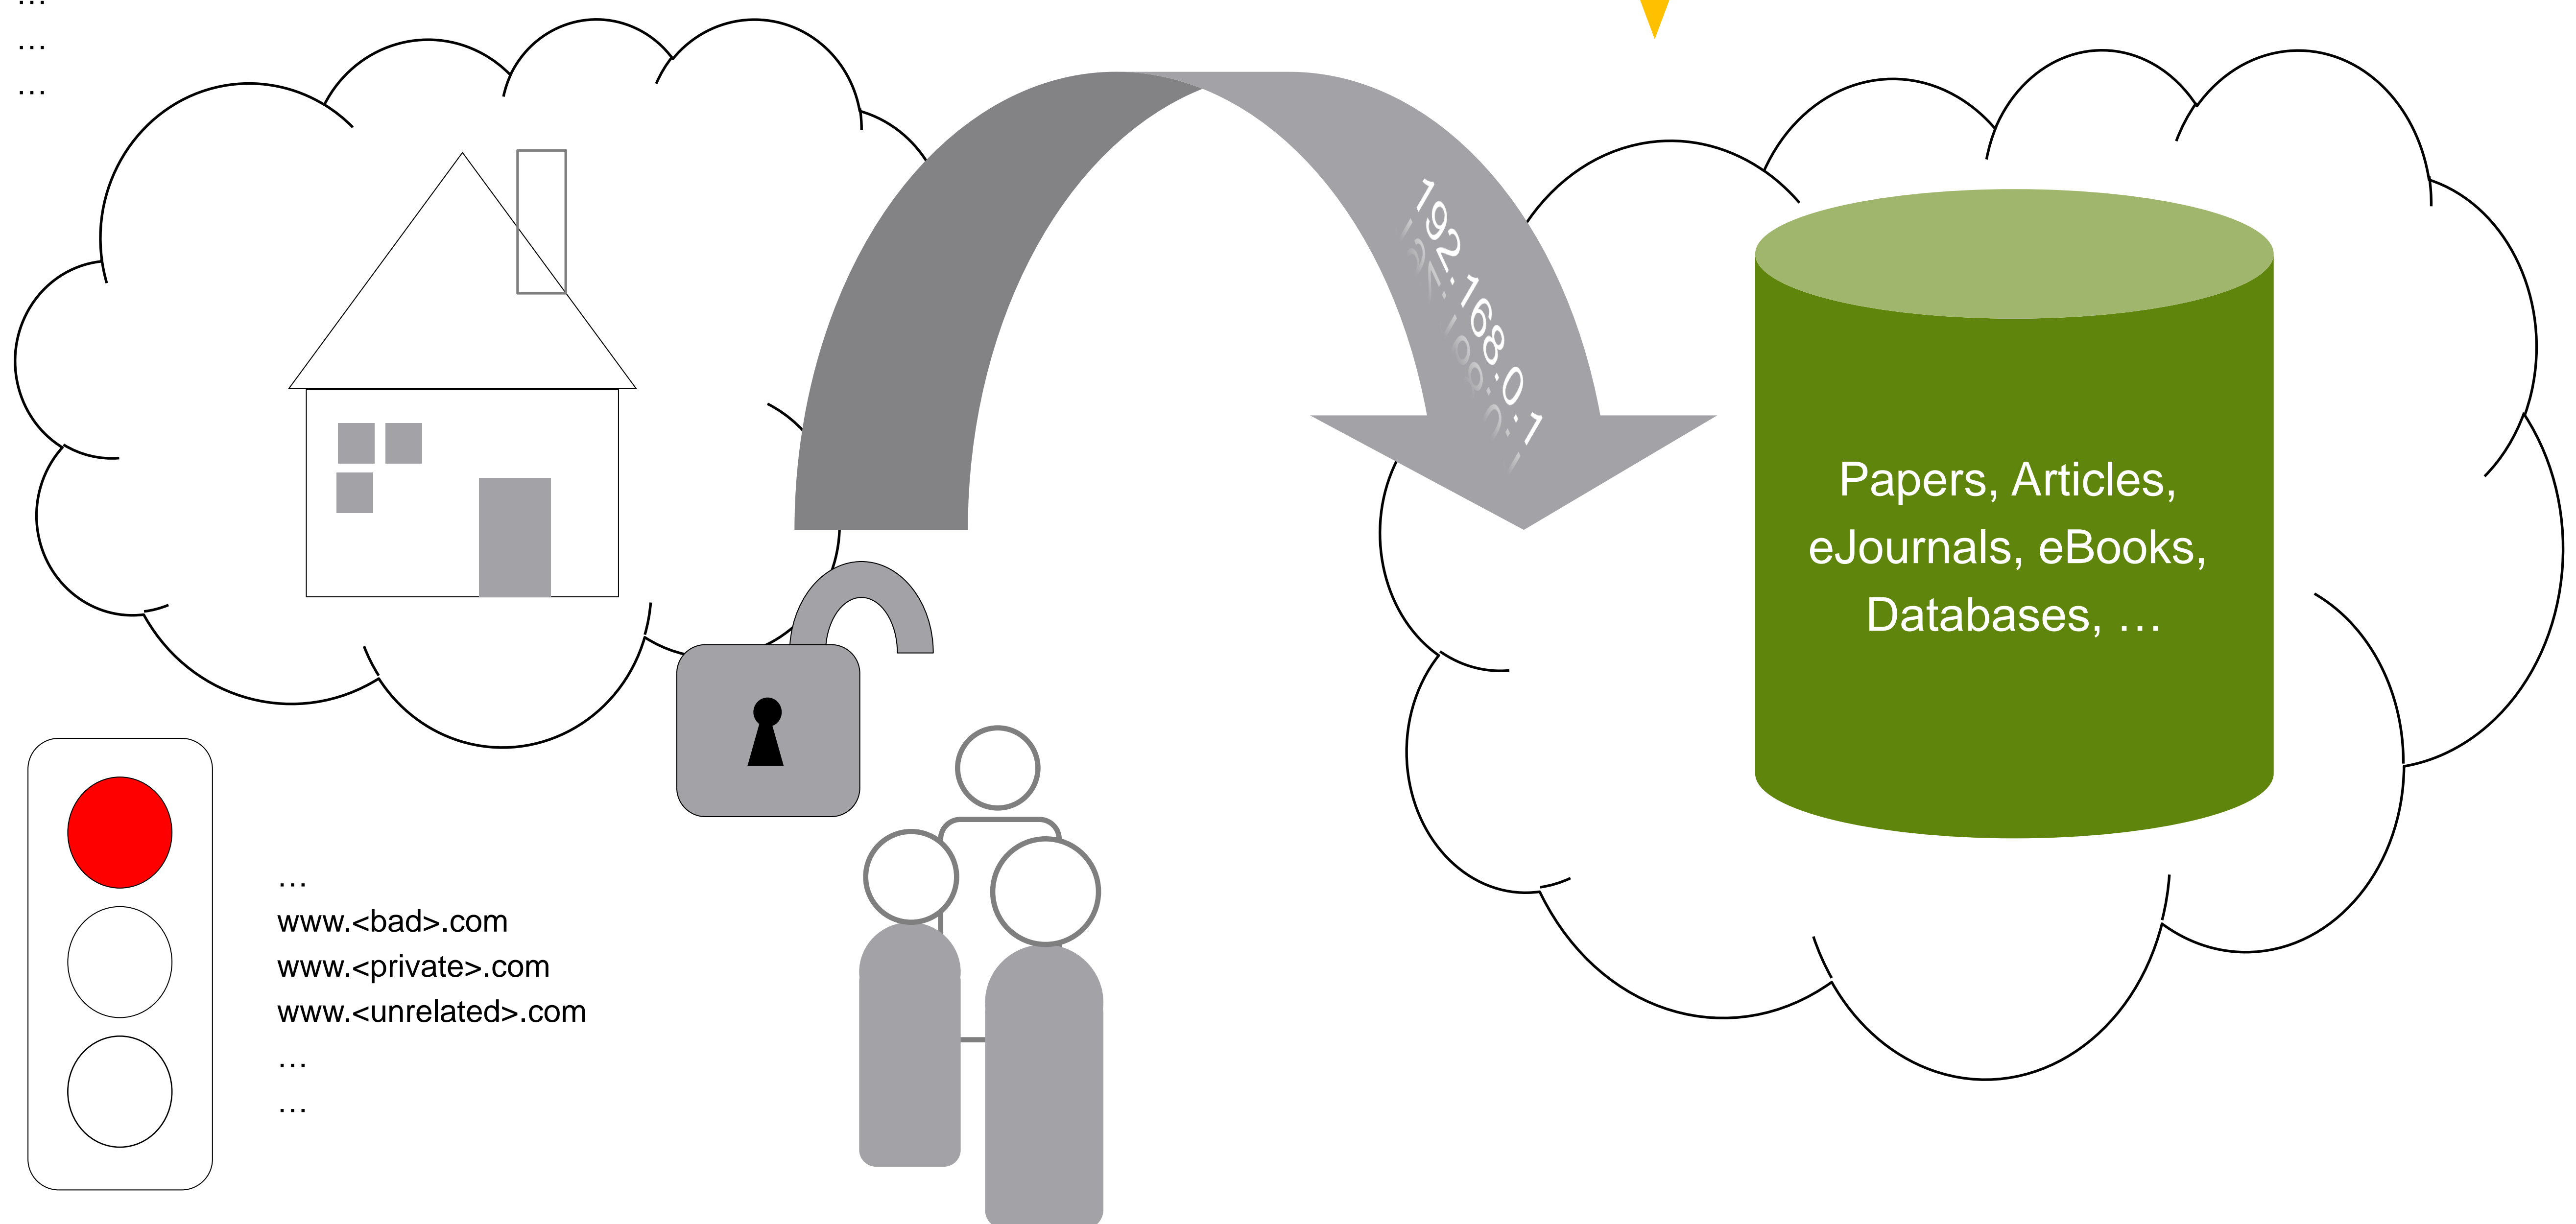 …
…
…
192.168.0.1
Papers, Articles,
eJournals, eBooks,
Databases, …
…
www.<bad>.com
www.<private>.com
www.<unrelated>.com
…
…